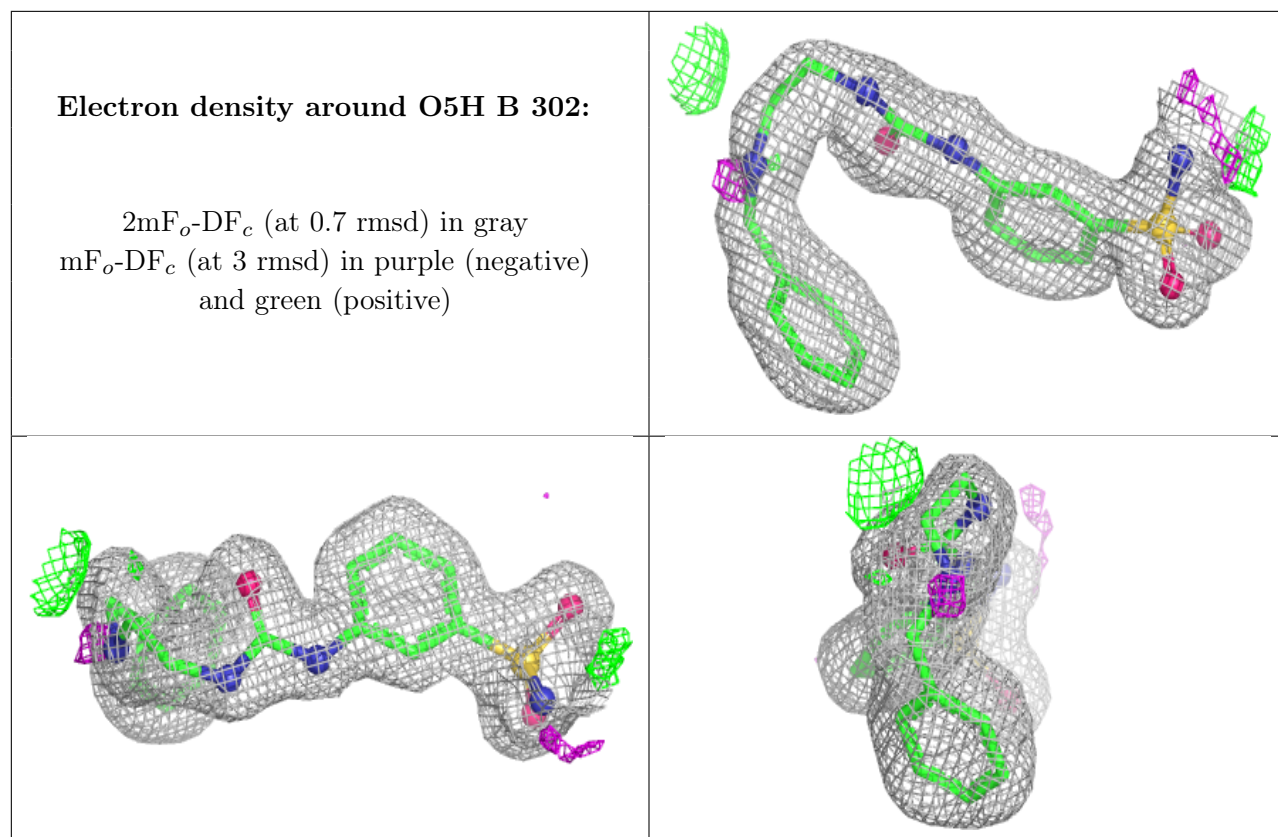 Electron density around O5H B 302:
2mFo-DFc (at 0.7 rmsd) in gray
mFo-DFc (at 3 rmsd) in purple (negative)
and green (positive)